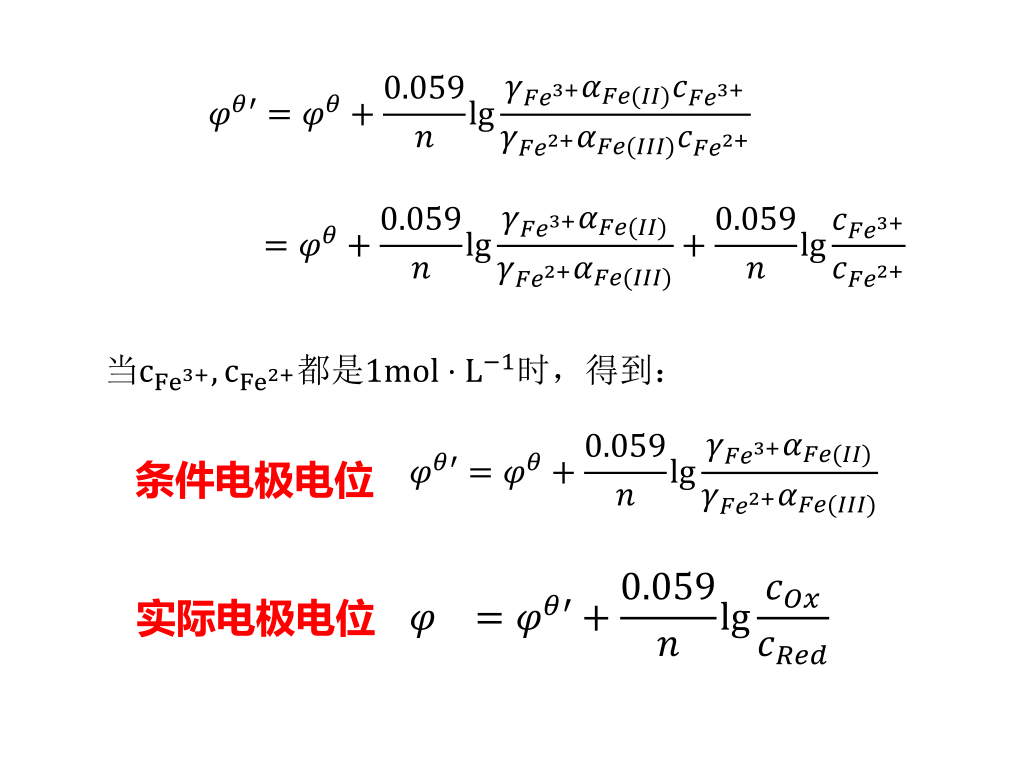 $\varphi^{\theta\prime} = \varphi^{\theta} + \frac{0.059}{n} \lg \frac{\gamma_{Fe^{3+}} \alpha_{Fe(II)} c_{Fe^{3+}}}{\gamma_{Fe^{2+}} \alpha_{Fe(III)} c_{Fe^{2+}}}$
$= \varphi^{\theta} + \frac{0.059}{n} \lg \frac{\gamma_{Fe^{3+}} \alpha_{Fe(II)}}{\gamma_{Fe^{2+}} \alpha_{Fe(III)}} + \frac{0.059}{n} \lg \frac{c_{Fe^{3+}}}{c_{Fe^{2+}}}$
当$c_{Fe^{3+}}, c_{Fe^{2+}}$都是$1mol \cdot L^{-1}$时，得到：
条件电极电位 $\varphi^{\theta\prime} = \varphi^{\theta} + \frac{0.059}{n} \lg \frac{\gamma_{Fe^{3+}} \alpha_{Fe(II)}}{\gamma_{Fe^{2+}} \alpha_{Fe(III)}}$
实际电极电位 $\varphi = \varphi^{\theta\prime} + \frac{0.059}{n} \lg \frac{c_{Ox}}{c_{Red}}$